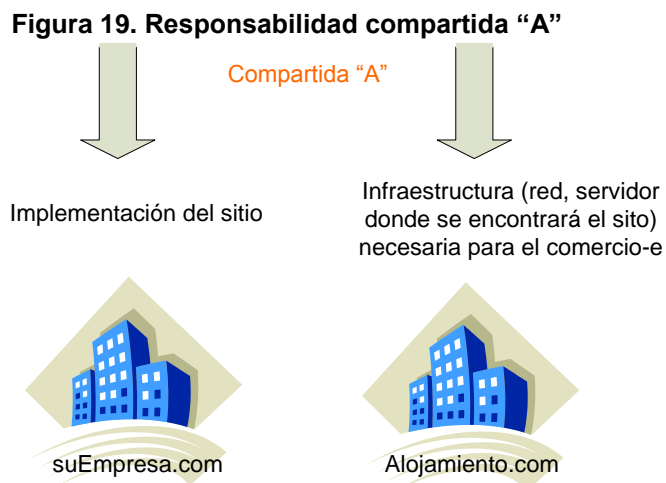 Figura 19. Responsabilidad compartida “A”
Compartida “A”
Implementación del sitio
Infraestructura (red, servidor
donde se encontrará el sito)
necesaria para el comercio-e
suEmpresa.com
Alojamiento.com